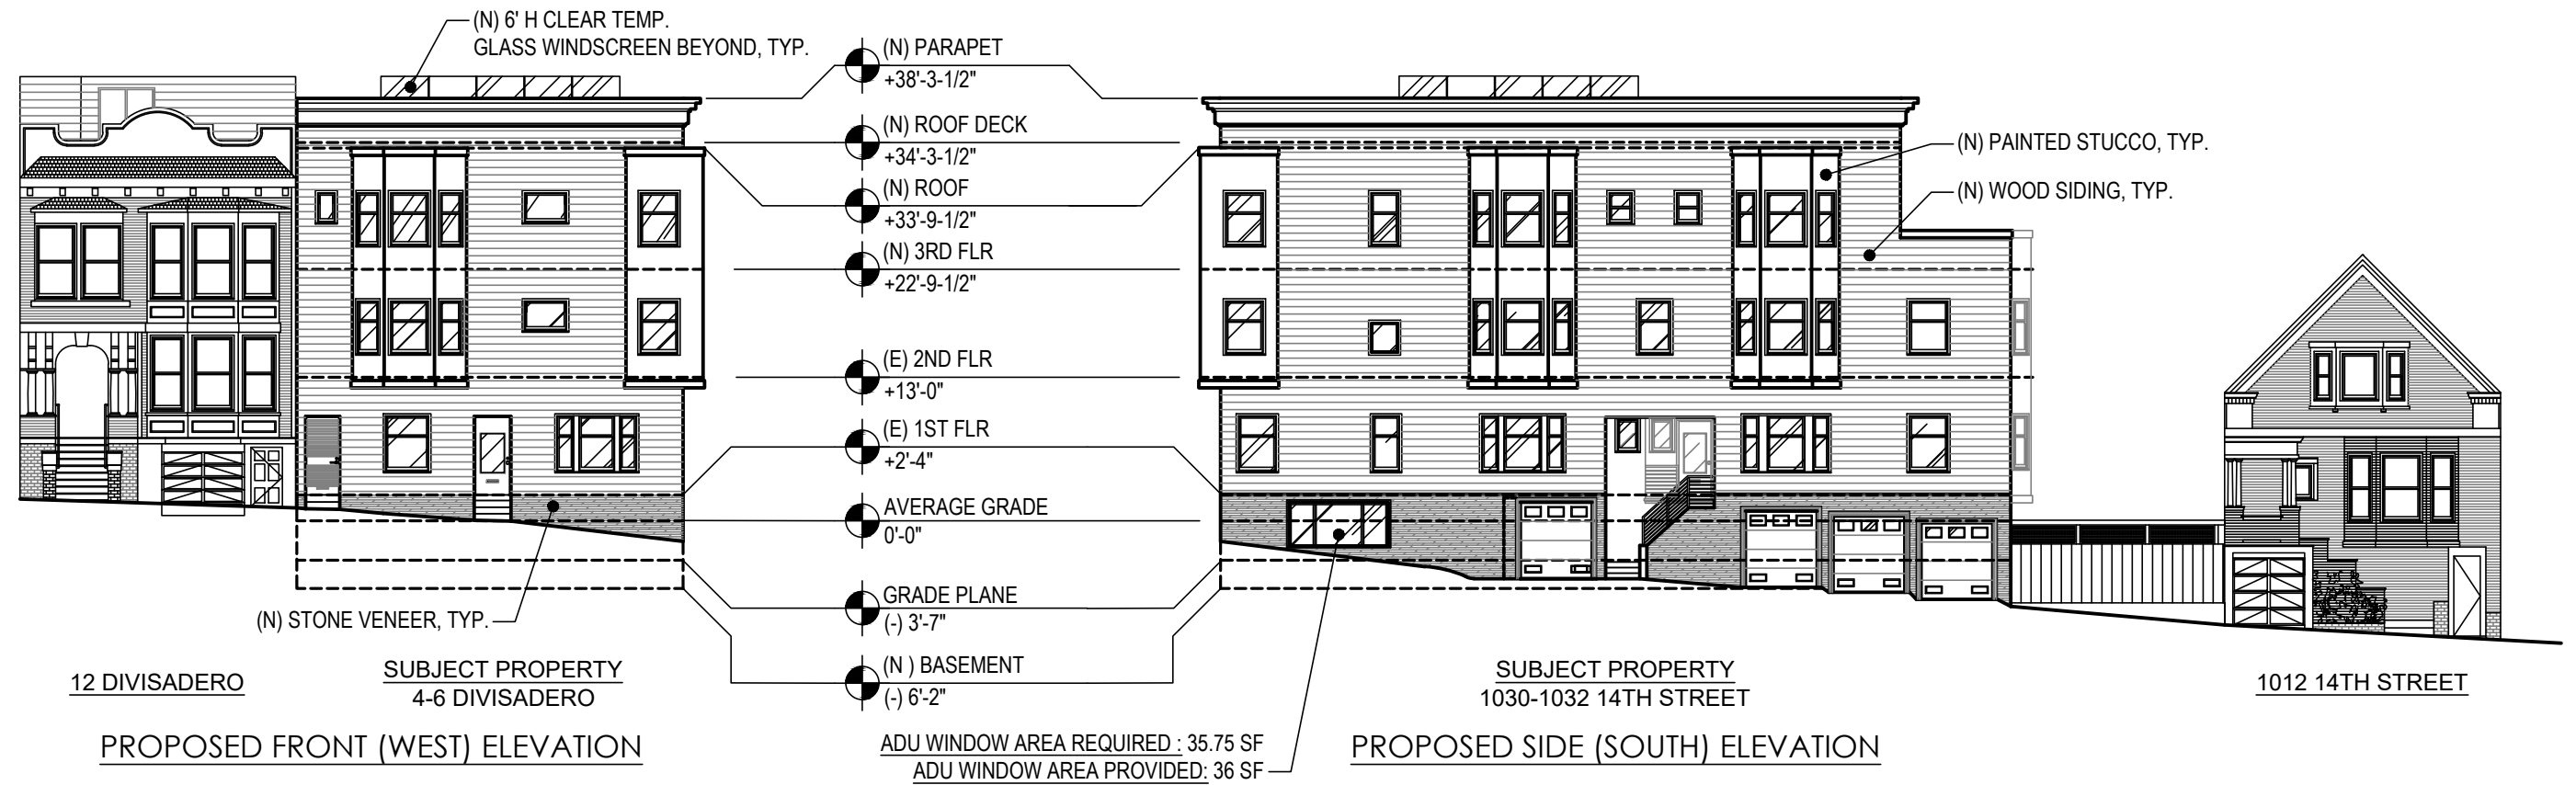 (N) 6' H CLEAR TEMP.
GLASS WINDSCREEN BEYOND, TYP.
(N) PARAPET
+38'-3-1/2"
(N) ROOF DECK
+34'-3-1/2"
(N) ROOF
+33'-9-1/2"
(N) 3RD FLR
+22'-9-1/2"
(E) 2ND FLR
+13'-0"
(E) 1ST FLR
+2'-4"
AVERAGE GRADE
0'-0"
GRADE PLANE
(-) 3'-7"
(N ) BASEMENT
(-) 6'-2"
(N) PAINTED STUCCO, TYP.
(N) WOOD SIDING, TYP.
(N) STONE VENEER, TYP.
12 DIVISADERO
SUBJECT PROPERTY
4-6 DIVISADERO
SUBJECT PROPERTY
1030-1032 14TH STREET
1012 14TH STREET
PROPOSED FRONT (WEST) ELEVATION
ADU WINDOW AREA REQUIRED : 35.75 SF
ADU WINDOW AREA PROVIDED: 36 SF
PROPOSED SIDE (SOUTH) ELEVATION